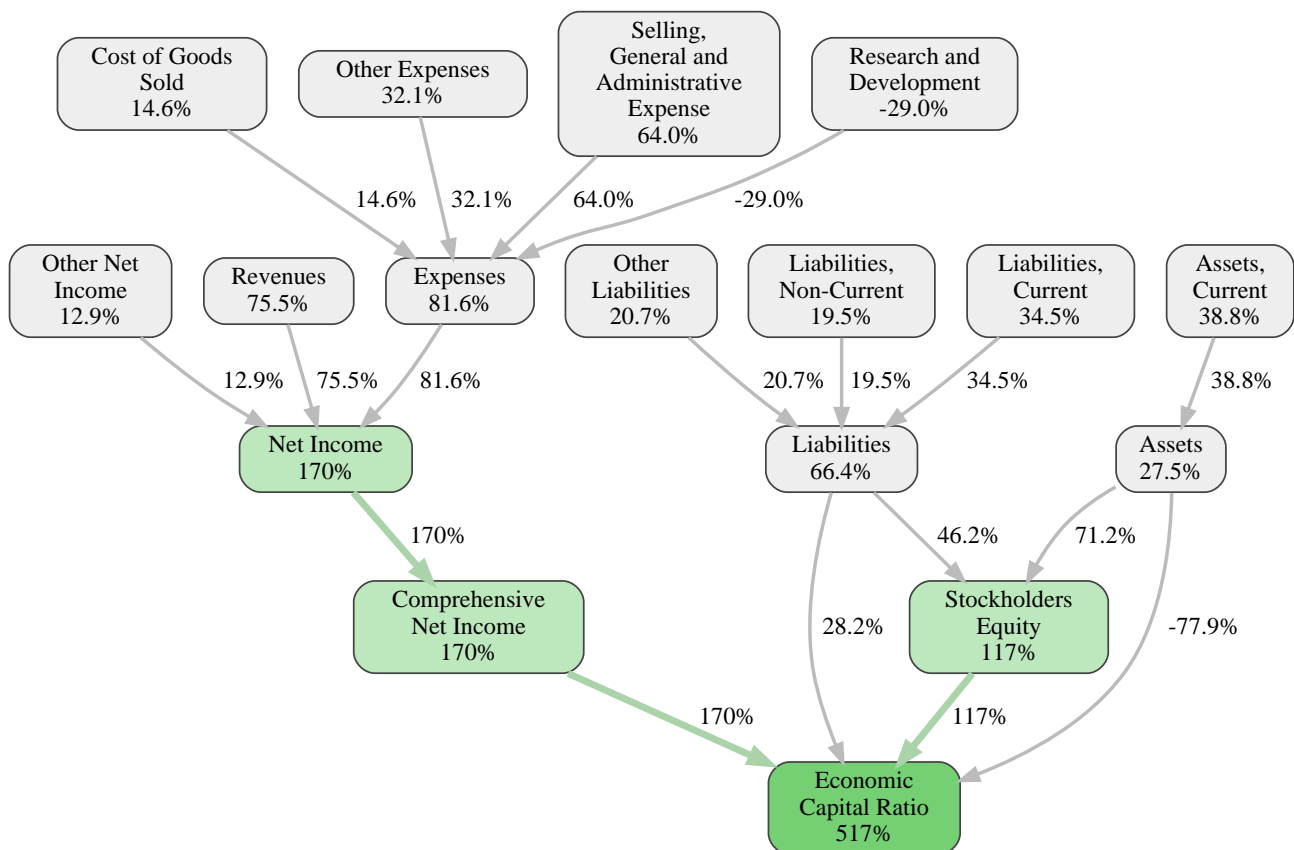 Cost of Goods
Sold
14.6%
Other Expenses
32.1%
Selling,
General and
Administrative
Expense
64.0%
Research and
Development
-29.0%
14.6%
32.1%
64.0%
-29.0%
Other Net
Income
12.9%
Revenues
75.5%
Expenses
81.6%
Other
Liabilities
20.7%
Liabilities,
Non-Current
19.5%
Liabilities,
Current
34.5%
Assets,
Current
38.8%
12.9%
75.5%
81.6%
20.7%
19.5%
34.5%
38.8%
Net Income
170%
Liabilities
66.4%
Assets
27.5%
170%
46.2%
71.2%
Comprehensive
Net Income
170%
28.2%
Stockholders
Equity
117%
-77.9%
170%
117%
Economic
Capital Ratio
517%